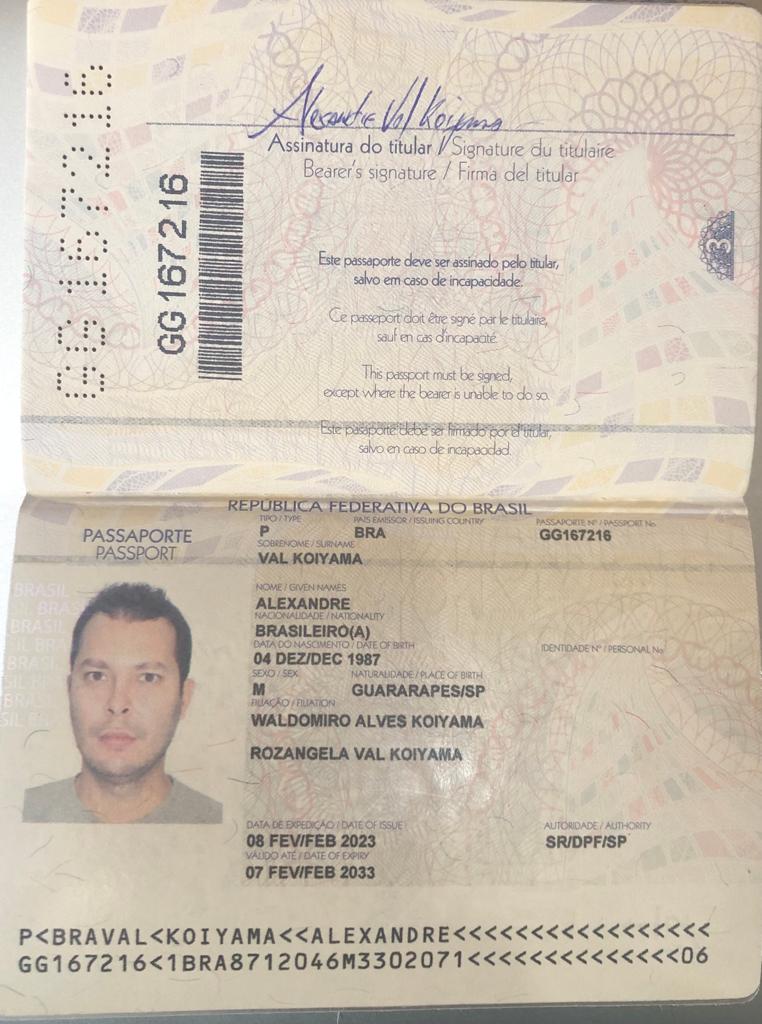 GG167216
GG167216
Alexandre Val Koiyama
Assinatura do titular / Signature du titulaire
Bearer's signature / Firma del titular
3
Este passaporte deve ser assinado pelo titular,
salvo em caso de incapacidade.
Ce passeport doit être signé par le titulaire,
sauf en cas d'incapacité.
This passport must be signed,
except where the bearer is unable to do so.
Este pasaporte debe ser firmado por el titular,
salvo en caso de incapacidad.
REPÚBLICA FEDERATIVA DO BRASIL
PASSAPORTE
PASSPORT
TIPO / TYPE PAÍS EMISSOR / ISSUING COUNTRY PASSAPORTE Nº / PASSPORT No.
P BRA GG167216
SOBRENOME / SURNAME
VAL KOIYAMA
NOME / GIVEN NAMES
ALEXANDRE
NACIONALIDADE / NATIONALITY
BRASILEIRO(A)
DATA DO NASCIMENTO / DATE OF BIRTH IDENTIDADE Nº / PERSONAL No.
04 DEZ/DEC 1987
SEXO / SEX NATURALIDADE / PLACE OF BIRTH
M GUARARAPES/SP
FILIAÇÃO / FILIATION
WALDOMIRO ALVES KOIYAMA
ROZANGELA VAL KOIYAMA
DATA DE EXPEDIÇÃO / DATE OF ISSUE AUTORIDADE / AUTHORITY
08 FEV/FEB 2023 SR/DPF/SP
VÁLIDO ATÉ / DATE OF EXPIRY
07 FEV/FEB 2033
BRASIL
BRAS
BRASIL
P<BRAVAL<KOIYAMA<<ALEXANDRE<<<<<<<<<<<<<<<<<
GG167216<1BRA8712046M3302071<<<<<<<<<<<<<<06